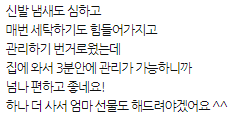 신발 냄새도 심하고
매번 세탁하기도 힘들어가지고
관리하기 번거로웠는데
집에 와서 3분안에 관리가 가능하니까
넘나 편하고 좋네요!
하나 더 사서 엄마 선물도 해드려야겠어요 ^^